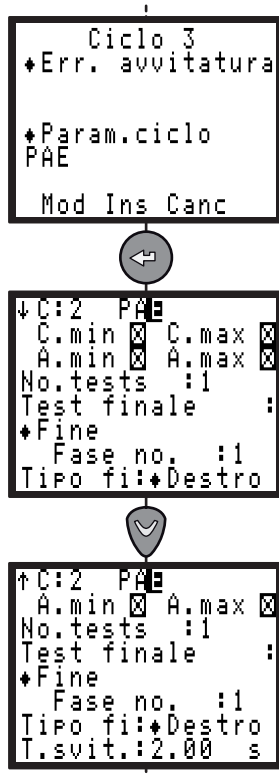 Ciclo 3
♦Err. avvitatura
♦Param.ciclo
PAE
Mod Ins Canc
↓C:2 PAE
C.min ☒ C.max ☒
A.min ☒ A.max ☒
No.tests :1
Test finale :
♦Fine
Fase no. :1
Tipo fi:♦Destro
↑C:2 PAE
A.min ☒ A.max ☒
No.tests :1
Test finale :
♦Fine
Fase no. :1
Tipo fi:♦Destro
T.svit.:2.00 s